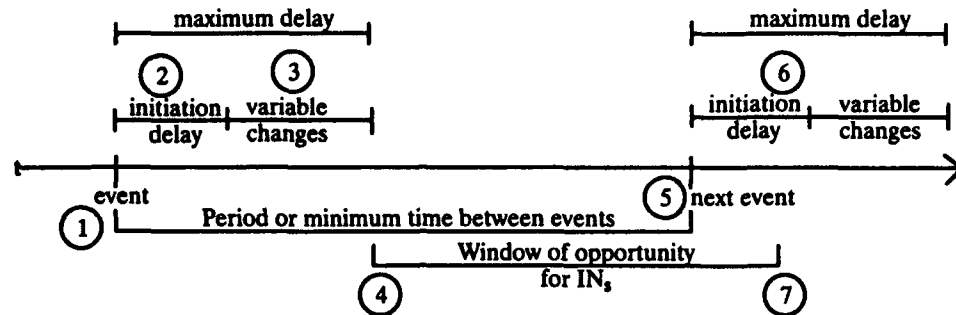 maximum delay maximum delay
2 3 6
initiation variable initiation variable
delay changes delay changes
event 5 next event
1 Period or minimum time between events
Window of opportunity
for INs
4 7